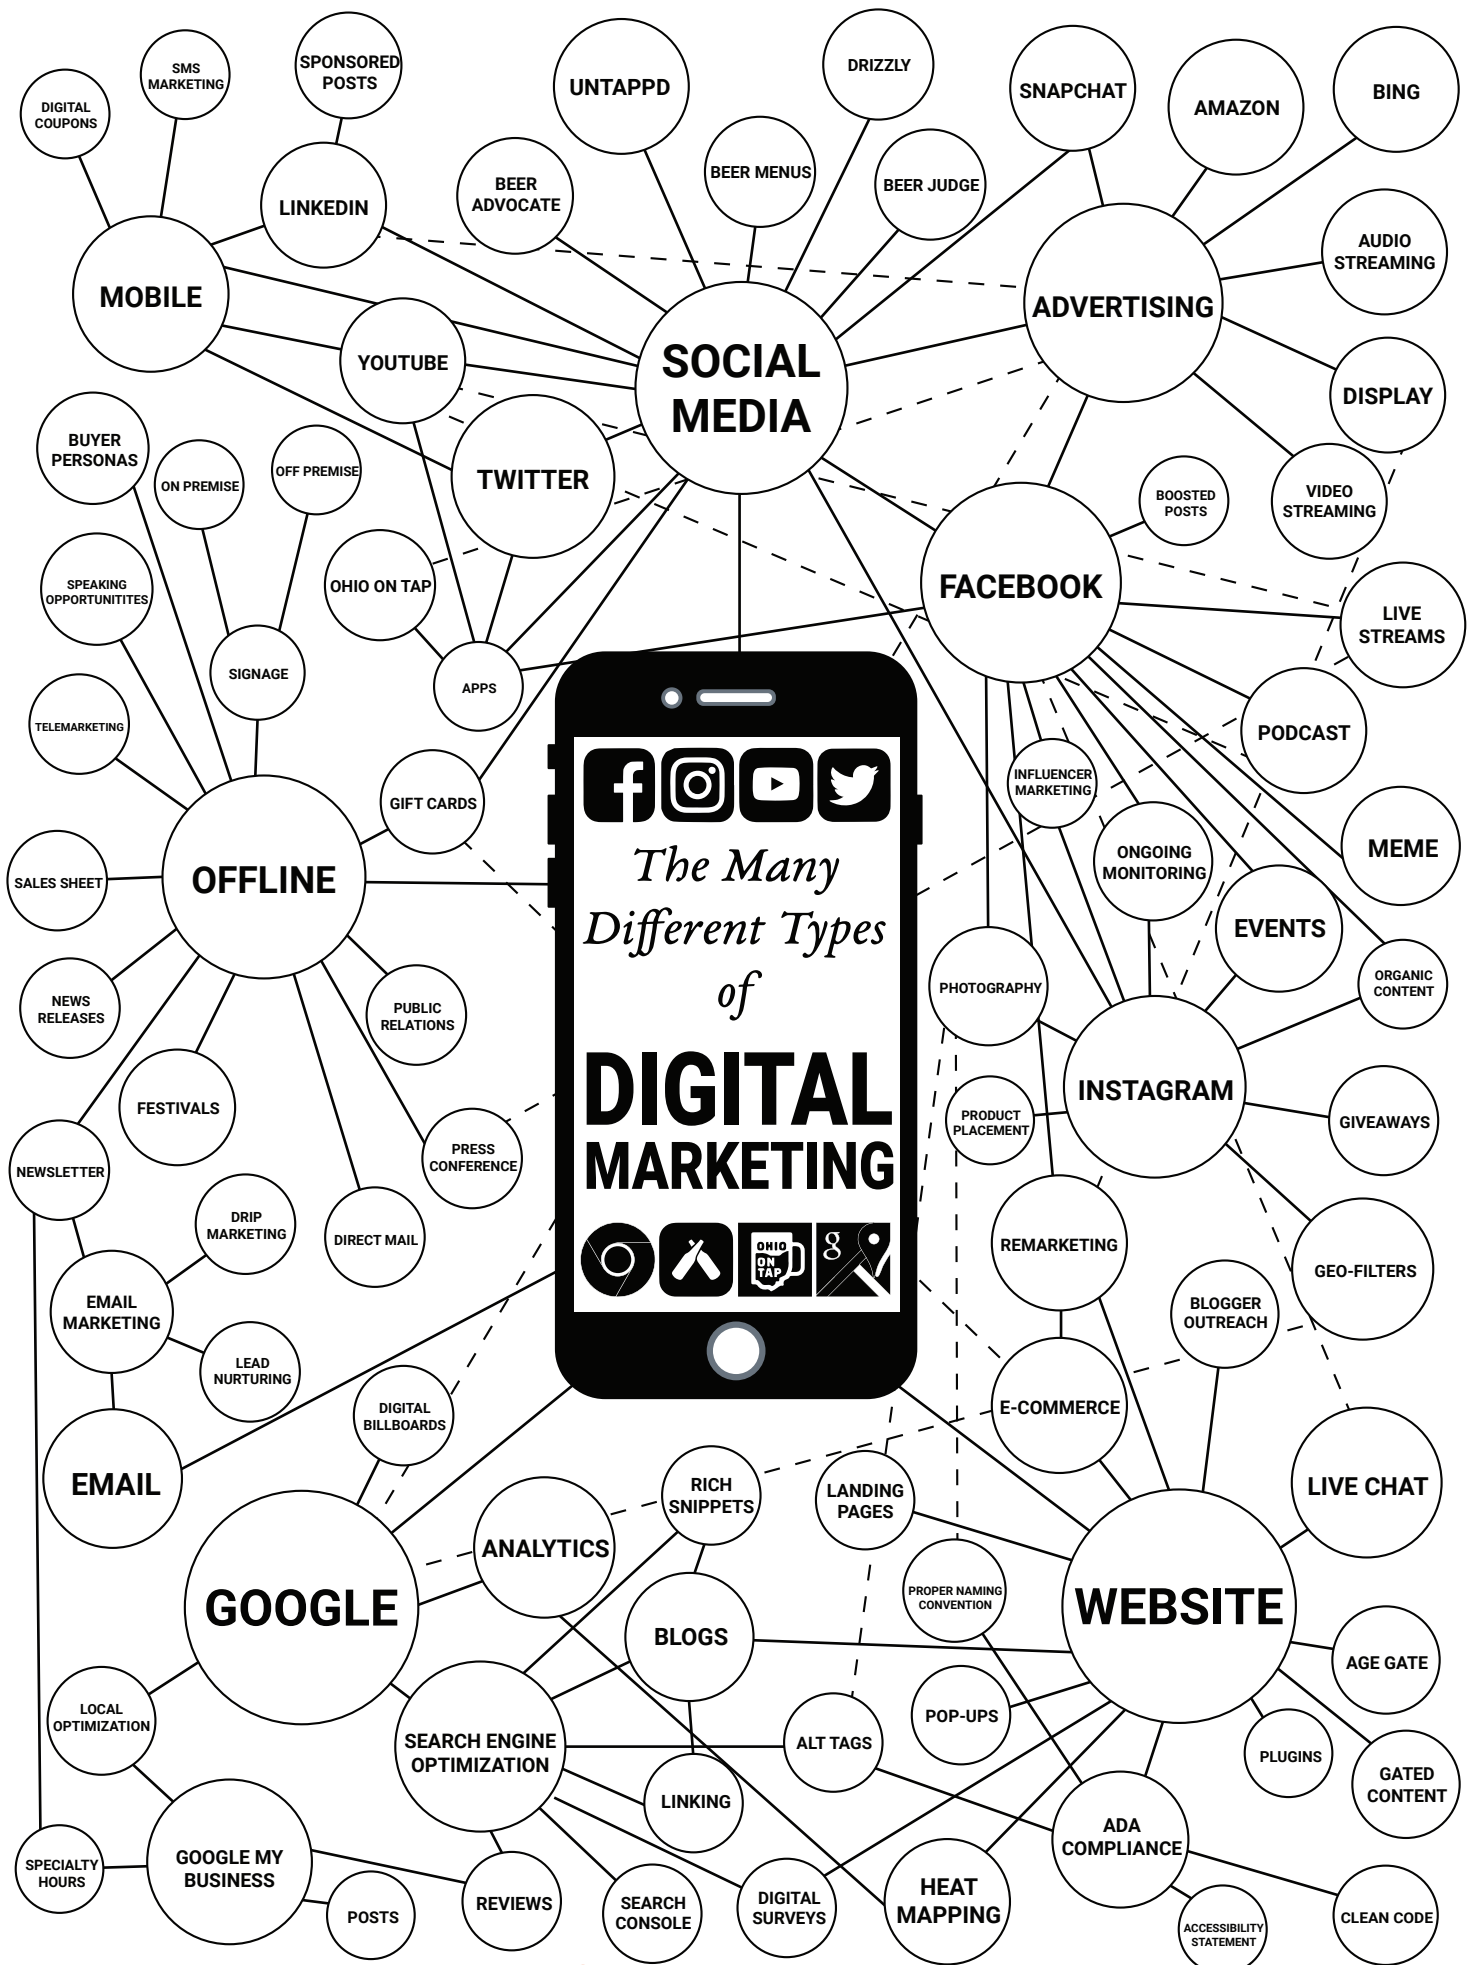 SPONSORED
POSTS
SMS
MARKETING
DIGITAL
COUPONS
UNTAPPD
DRIZZLY
SNAPCHAT
AMAZON
BING
LINKEDIN
BEER
ADVOCATE
BEER MENUS
BEER JUDGE
AUDIO
STREAMING
MOBILE
YOUTUBE
SOCIAL
MEDIA
ADVERTISING
DISPLAY
BUYER
PERSONAS
ON PREMISE
OFF PREMISE
TWITTER
BOOSTED
POSTS
VIDEO
STREAMING
SPEAKING
OPPORTUNITITES
OHIO ON TAP
FACEBOOK
LIVE
STREAMS
SIGNAGE
APPS
TELEMARKETING
PODCAST
GIFT CARDS
INFLUENCER
MARKETING
The Many
Different Types
of
DIGITAL
MARKETING
OHIO
ON
TAP
g
ONGOING
MONITORING
MEME
SALES SHEET
OFFLINE
EVENTS
NEWS
RELEASES
PUBLIC
RELATIONS
PHOTOGRAPHY
ORGANIC
CONTENT
FESTIVALS
PRESS
CONFERENCE
PRODUCT
PLACEMENT
INSTAGRAM
GIVEAWAYS
NEWSLETTER
DRIP
MARKETING
DIRECT MAIL
REMARKETING
GEO-FILTERS
EMAIL
MARKETING
LEAD
NURTURING
BLOGGER
OUTREACH
DIGITAL
BILLBOARDS
E-COMMERCE
EMAIL
RICH
SNIPPETS
LANDING
PAGES
LIVE CHAT
GOOGLE
ANALYTICS
BLOGS
PROPER NAMING
CONVENTION
WEBSITE
AGE GATE
LOCAL
OPTIMIZATION
SEARCH ENGINE
OPTIMIZATION
ALT TAGS
POP-UPS
PLUGINS
GATED
CONTENT
LINKING
ADA
COMPLIANCE
SPECIALTY
HOURS
GOOGLE MY
BUSINESS
POSTS
REVIEWS
SEARCH
CONSOLE
DIGITAL
SURVEYS
HEAT
MAPPING
ACCESSIBILITY
STATEMENT
CLEAN CODE